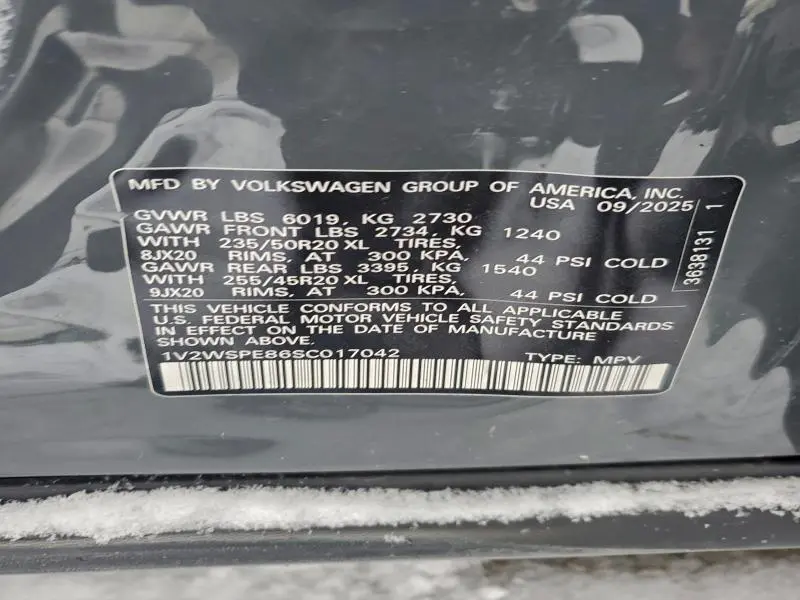 MFD BY VOLKSWAGEN GROUP OF AMERICA, INC.
USA 09/2025
GVWR LBS 6019, KG 2730
GAWR FRONT LBS 2734, KG 1240
WITH 235/50R20 XL TIRES,
8JX20 RIMS, AT 300 KPA, 44 PSI COLD
GAWR REAR LBS 3395, KG 1540
WITH 255/45R20 XL TIRES,
9JX20 RIMS, AT 300 KPA, 44 PSI COLD
THIS VEHICLE CONFORMS TO ALL APPLICABLE
U.S. FEDERAL MOTOR VEHICLE SAFETY STANDARDS
IN EFFECT ON THE DATE OF MANUFACTURE
SHOWN ABOVE.
1V2WSPE86SC017042 TYPE: MPV
3638131 1